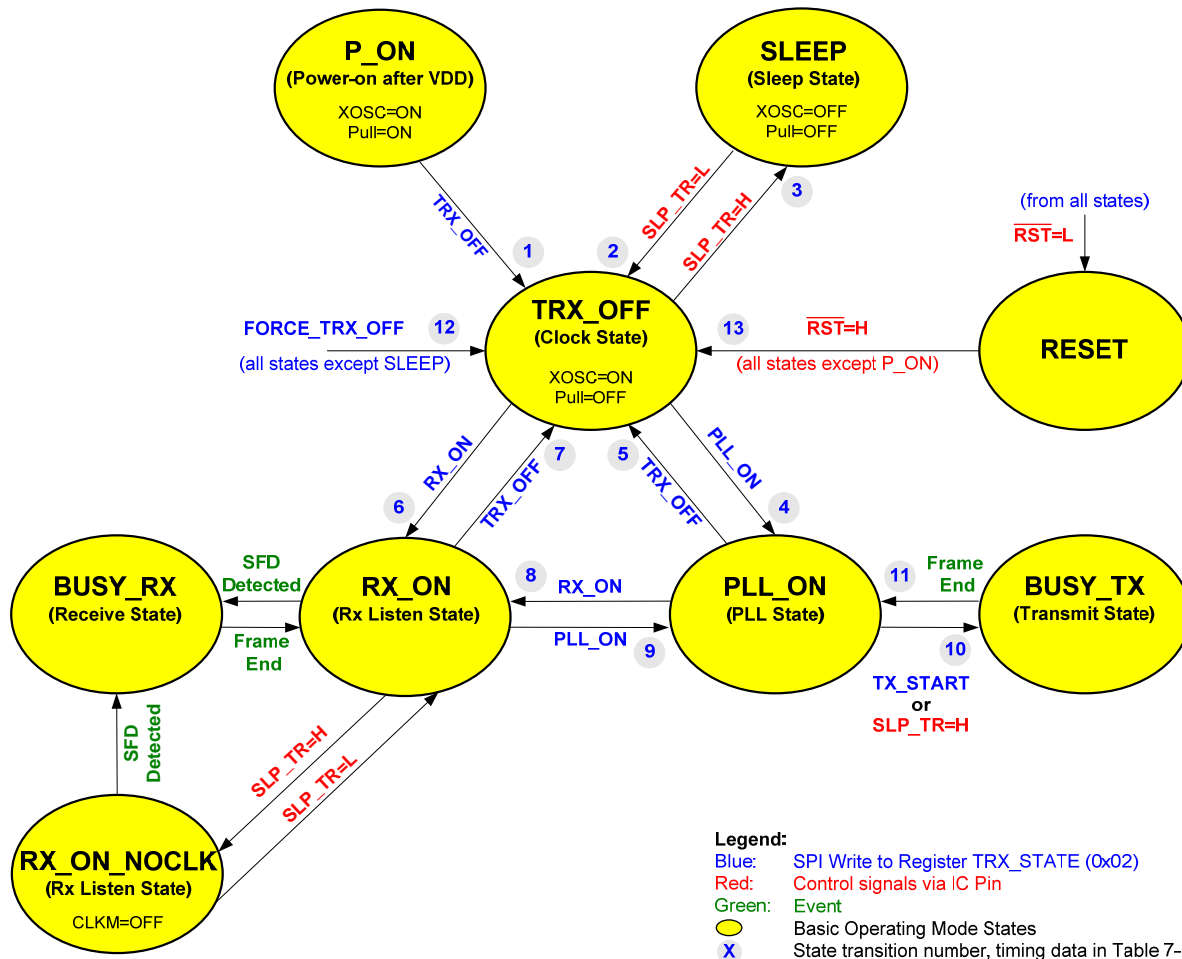 P_ON
(Power-on after VDD)
XOSC=ON
Pull=ON
SLEEP
(Sleep State)
XOSC=OFF
Pull=OFF
TRX_OFF
1
SLP_TR=L
2
SLP_TR=H
3
(from all states)
RST=L
TRX_OFF
(Clock State)
XOSC=ON
Pull=OFF
FORCE_TRX_OFF
12
(all states except SLEEP)
13
RST=H
(all states except P_ON)
RESET
RX_ON
6
TRX_OFF
7
TRX_OFF
5
PLL_ON
4
BUSY_RX
(Receive State)
SFD
Detected
Frame
End
RX_ON
(Rx Listen State)
8
RX_ON
PLL_ON
9
PLL_ON
(PLL State)
11
Frame
End
10
TX_START
or
SLP_TR=H
BUSY_TX
(Transmit State)
SFD
Detected
SLP_TR=H
SLP_TR=L
RX_ON_NOCLK
(Rx Listen State)
CLKM=OFF
Legend:
Blue: SPI Write to Register TRX_STATE (0x02)
Red: Control signals via IC Pin
Green: Event
Basic Operating Mode States
X State transition number, timing data in Table 7–